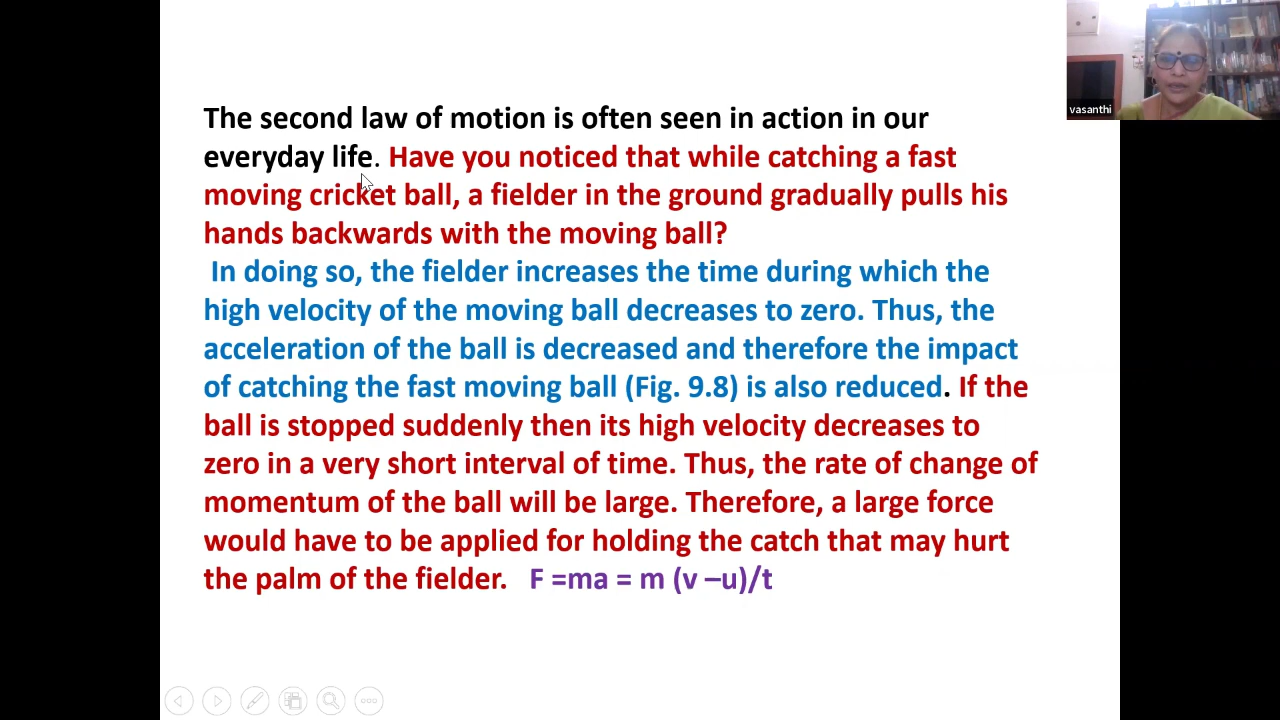 vasanthi
The second law of motion is often seen in action in our
everyday life. Have you noticed that while catching a fast
moving cricket ball, a fielder in the ground gradually pulls his
hands backwards with the moving ball?
In doing so, the fielder increases the time during which the
high velocity of the moving ball decreases to zero. Thus, the
acceleration of the ball is decreased and therefore the impact
of catching the fast moving ball (Fig. 9.8) is also reduced. If the
ball is stopped suddenly then its high velocity decreases to
zero in a very short interval of time. Thus, the rate of change of
momentum of the ball will be large. Therefore, a large force
would have to be applied for holding the catch that may hurt
the palm of the fielder. F =ma = m (v –u)/t